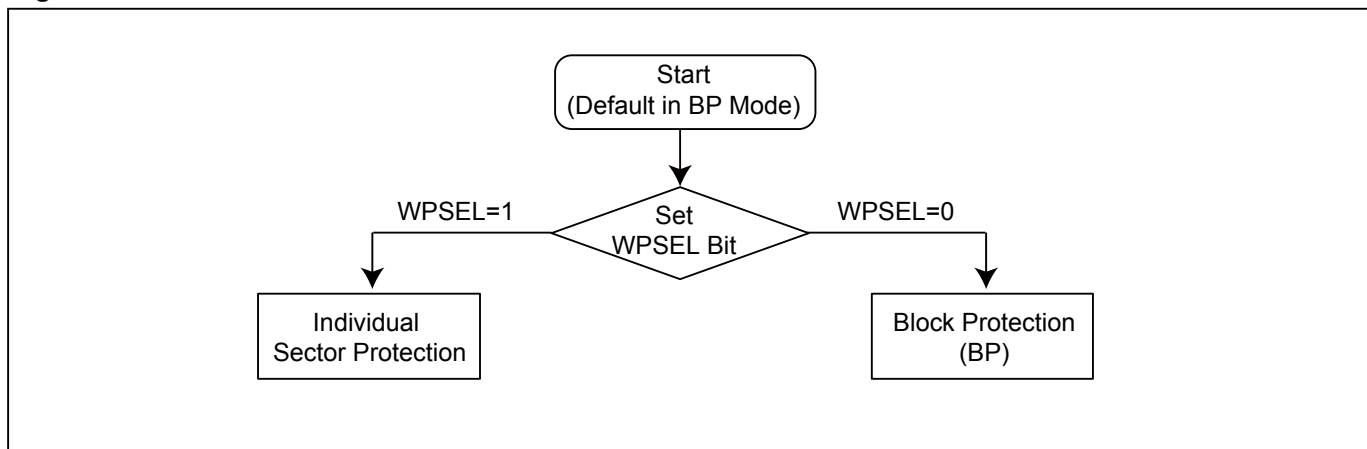 Start
(Default in BP Mode)
WPSEL=1
Set
WPSEL Bit
WPSEL=0
Individual
Sector Protection
Block Protection
(BP)